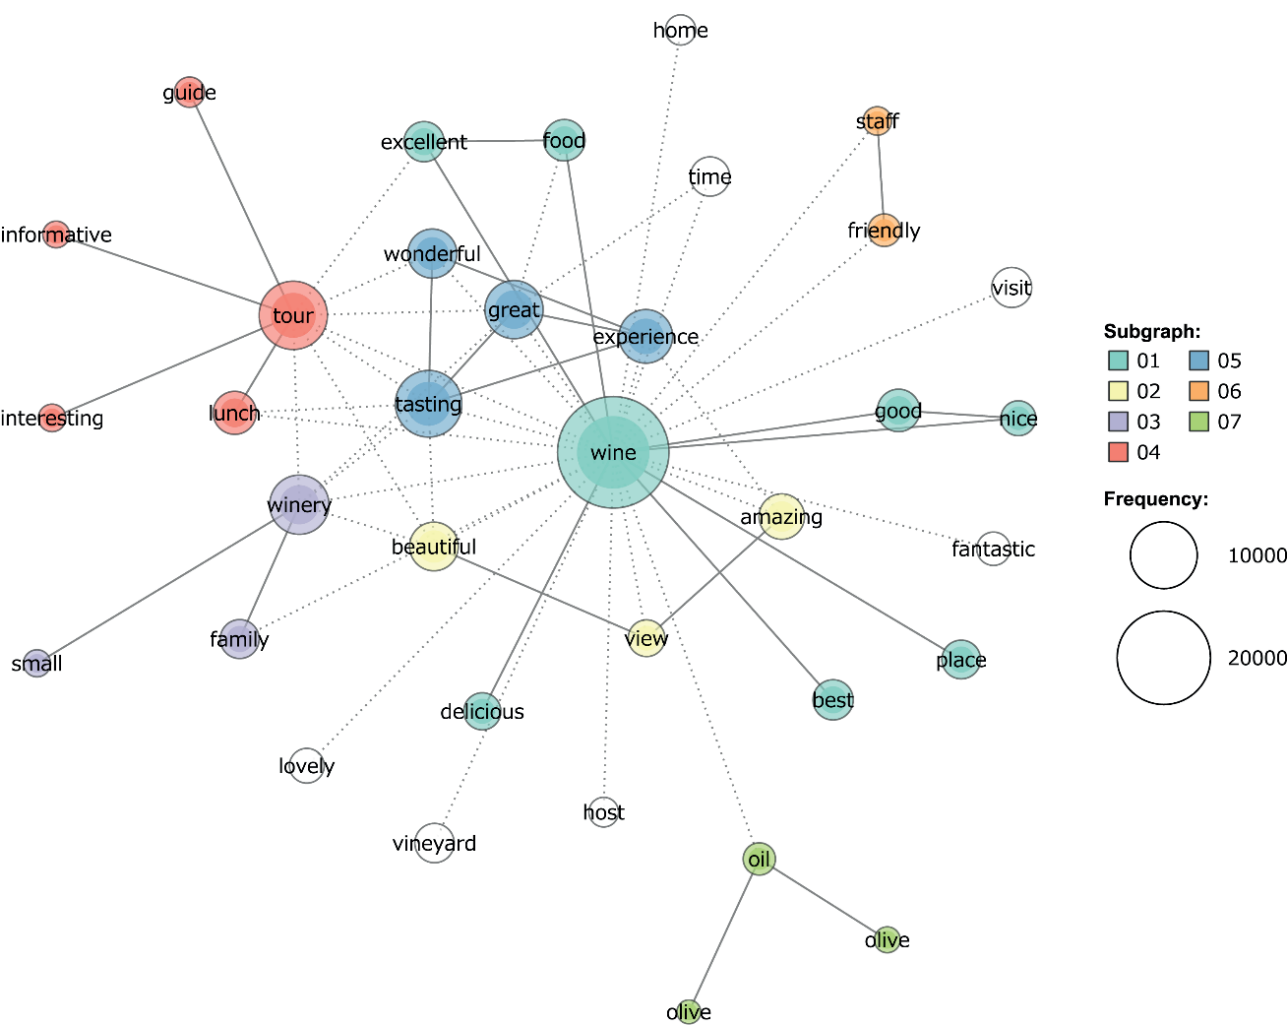 home
guide
staff
excellent
food
time
informative
wonderful
friendly
visit
tour
great
experience
interesting
lunch
tasting
good
nice
wine
winery
amazing
beautiful
fantastic
small
family
view
place
delicious
best
lovely
host
vineyard
oil
olive
olive
Subgraph:
01 05
02 06
03 07
04
Frequency:
10000
20000